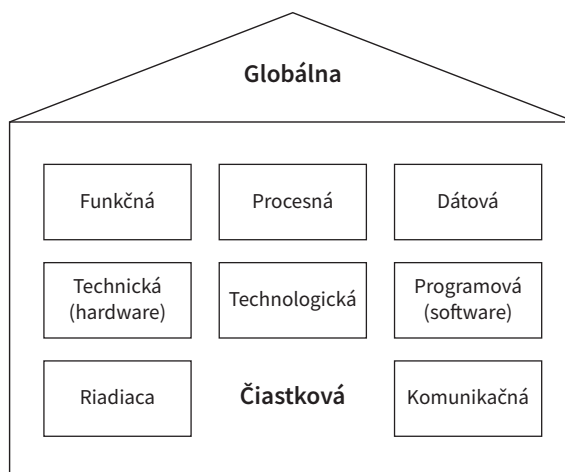 Globálna
Funkčná
Procesná
Dátová
Technická
(hardware)
Technologická
Programová
(software)
Riadiaca
Čiastková
Komunikačná